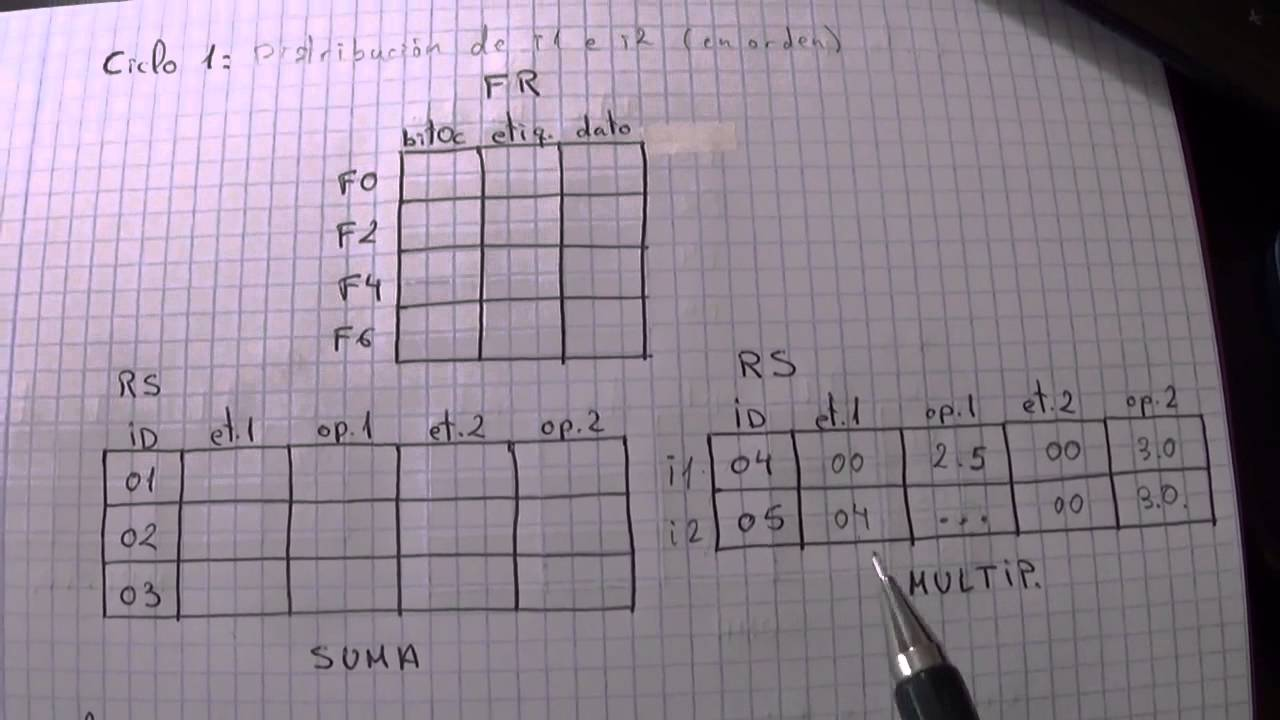 Ciclo 1: Distribución de i1 e i2 (en orden)
FR
bitOc etiq. dato
F0
F2
F4
F6
RS
iD et.1 op.1 et.2 op.2
01
02
03
SUMA
RS
iD et.1 op.1 et.2 op.2
i1 04 00 2.5 00 3.0
i2 05 04 ... 00 3.0.
MULTIP.